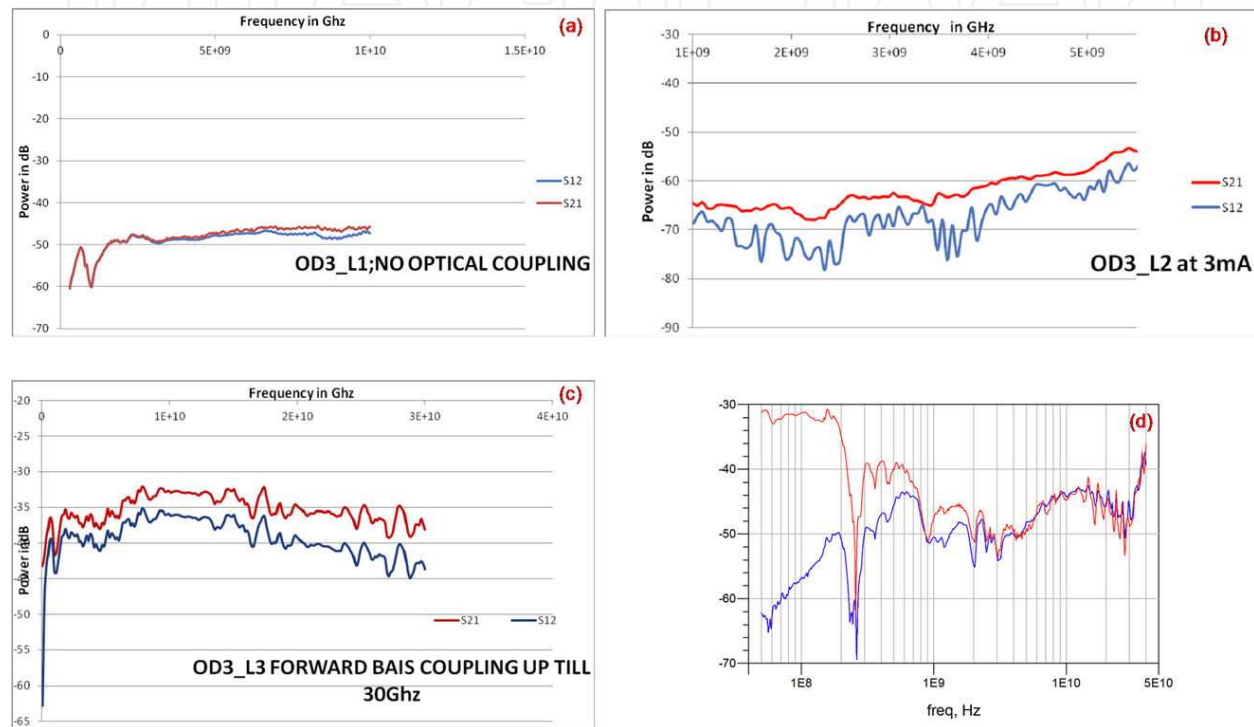 Frequency in Ghz
(a)
0
0 5E+09 1E+10 1.5E+10
-10
-20
-30
-40
-50
-60
-70
Power in dB
S12
S21
OD3_L1;NO OPTICAL COUPLING
Frequency in GHz
(b)
1E+09 2E+09 3E+09 4E+09 5E+09
-30
-40
-50
-60
-70
-80
-90
Power in dB
S21
S12
OD3_L2 at 3mA
Frequency in Ghz
(c)
-20
0 1E+10 2E+10 3E+10 4E+10
-25
-30
-35
-40
-45
-50
-55
-60
-65
Power in dB
S21 S12
OD3_L3 FORWARD BAIS COUPLING UP TILL
30Ghz
(d)
-30
-40
-50
-60
-70
1E8 1E9 1E10 5E10
freq, Hz